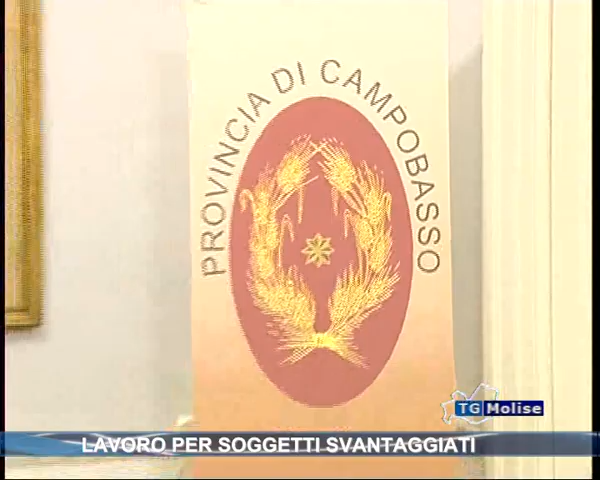 PROVINCIA DI CAMPOBASSO
TG Molise
LAVORO PER SOGGETTI SVANTAGGIATI